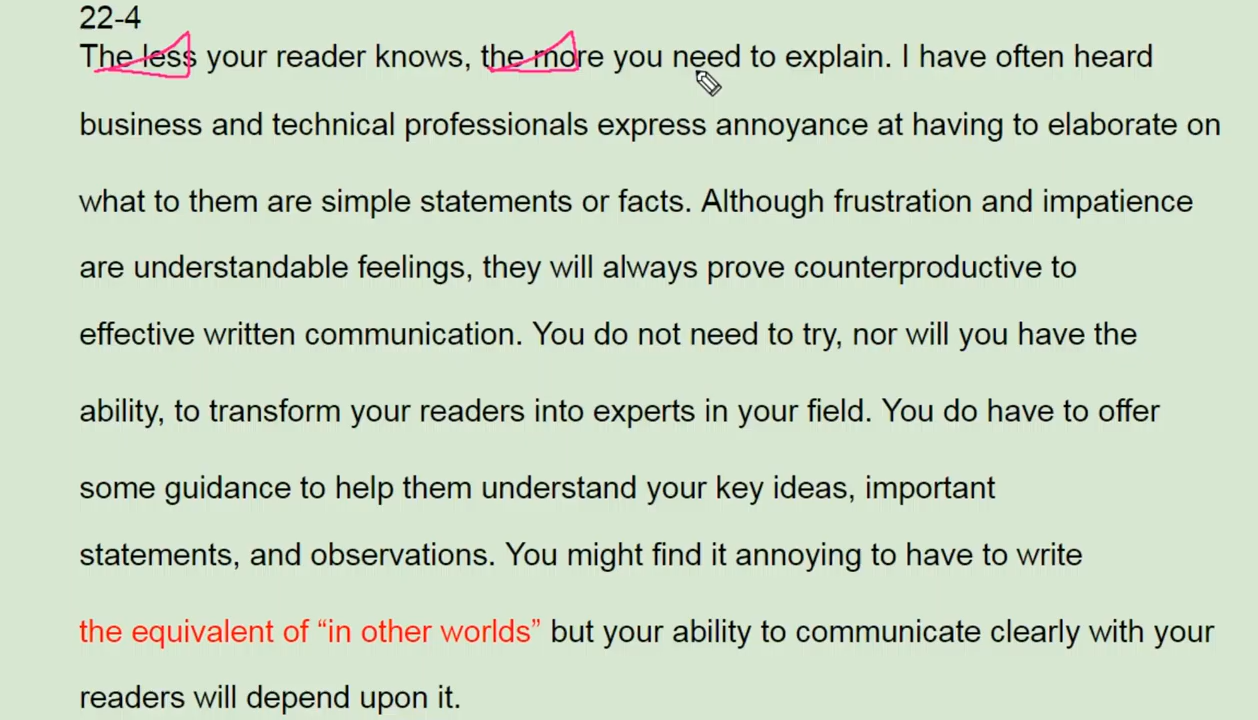 22-4
The less your reader knows, the more you need to explain. I have often heard
business and technical professionals express annoyance at having to elaborate on
what to them are simple statements or facts. Although frustration and impatience
are understandable feelings, they will always prove counterproductive to
effective written communication. You do not need to try, nor will you have the
ability, to transform your readers into experts in your field. You do have to offer
some guidance to help them understand your key ideas, important
statements, and observations. You might find it annoying to have to write
the equivalent of “in other worlds” but your ability to communicate clearly with your
readers will depend upon it.